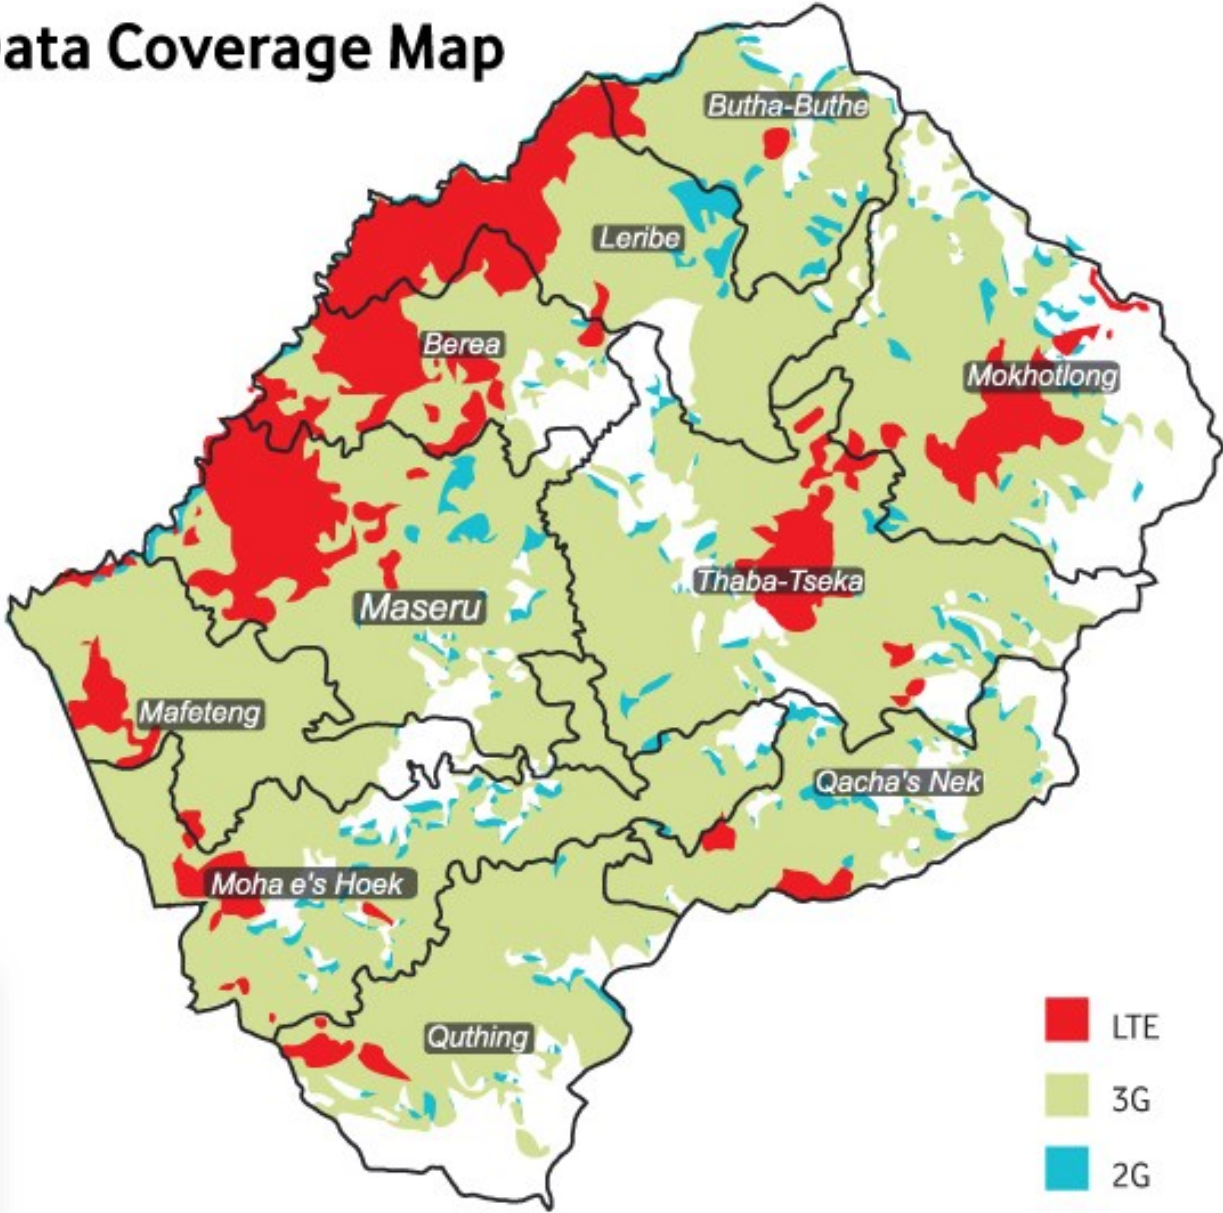 ata Coverage Map
Butha-Buthe
Leribe
Berea
Mokhotlong
Thaba-Tseka
Maseru
Mafeteng
Qacha's Nek
Moha e's Hoek
Quthing
LTE
3G
2G